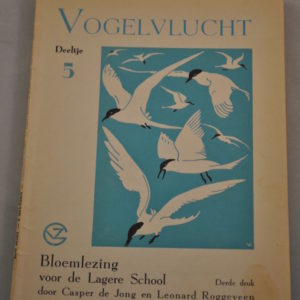 VOGELVLUCHT
Deeltje
5
Bloemlezing
voor de Lagere School
Derde druk
door Casper de Jong en Leonard Roggeveen